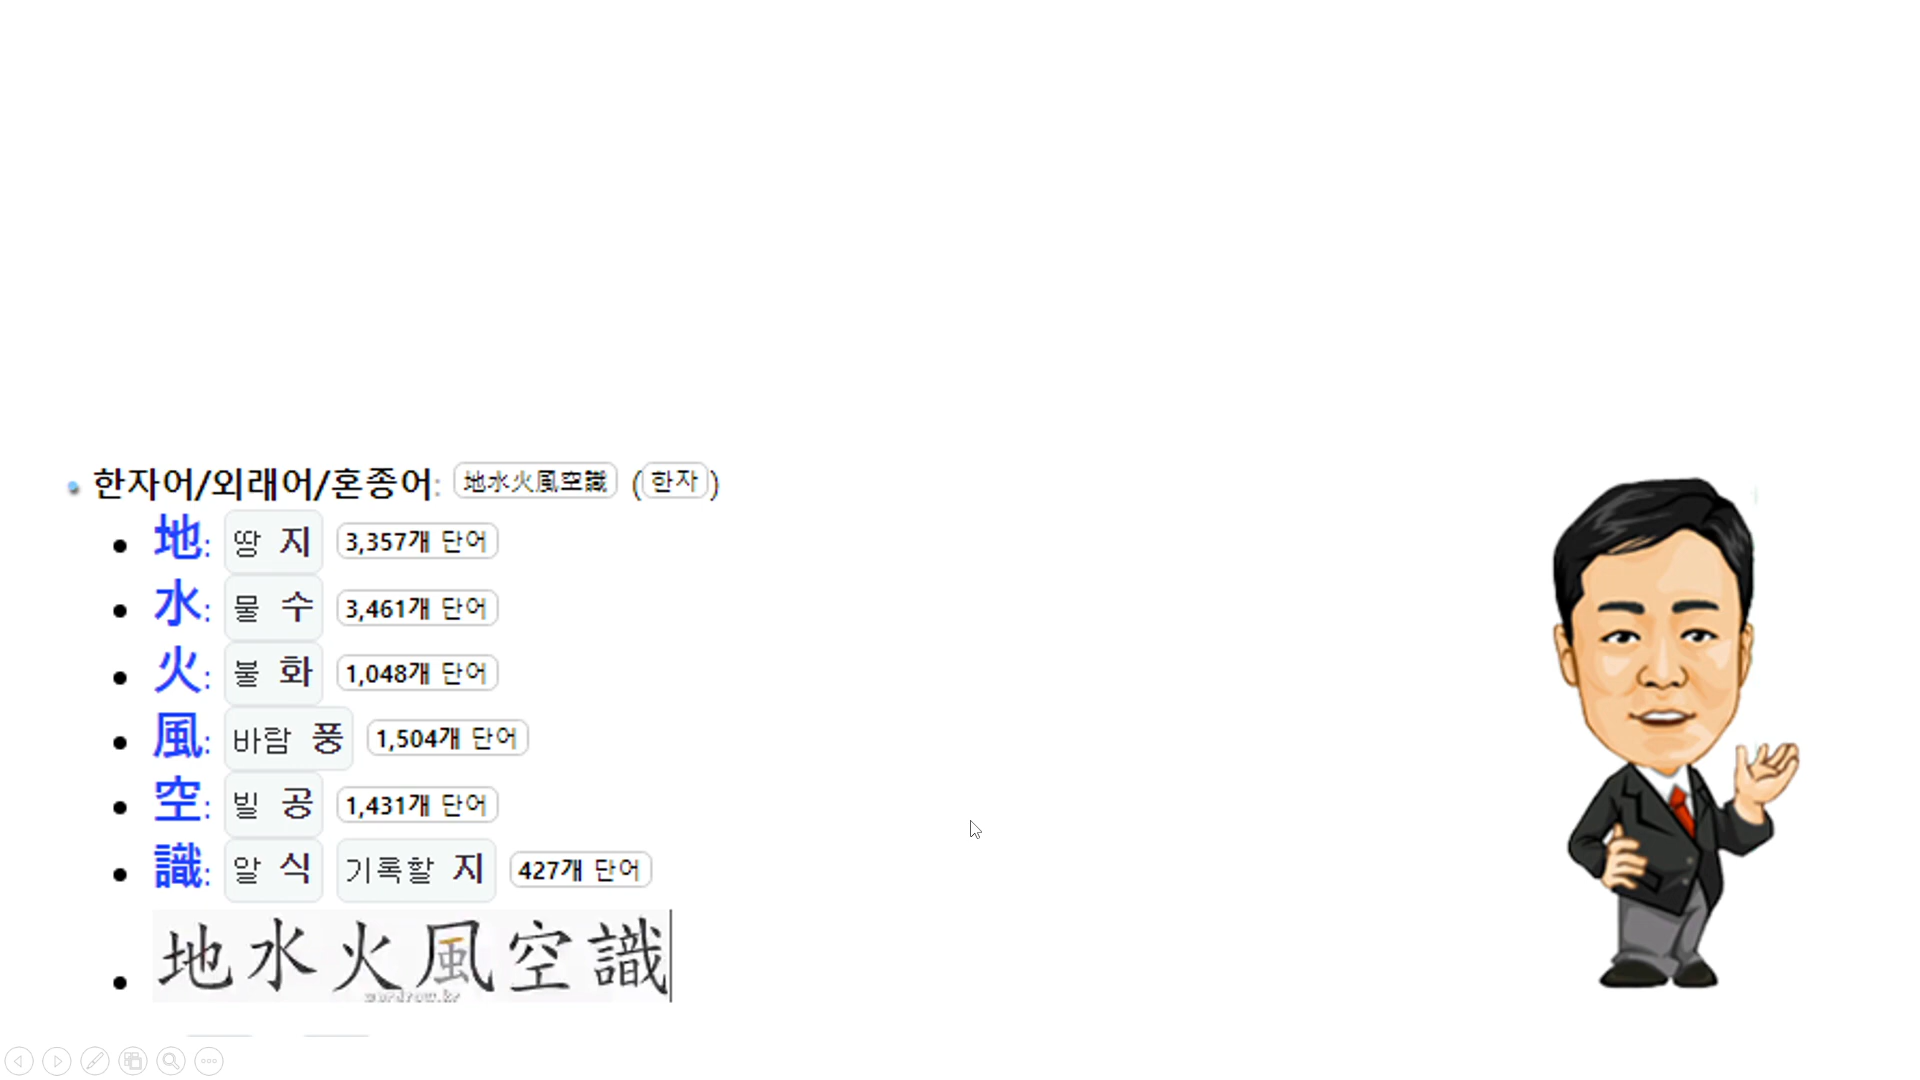 한자어/외래어/혼종어: 地水火風空識 (한자)
地: 땅 지 3,357개 단어
水: 물 수 3,461개 단어
火: 불 화 1,048개 단어
風: 바람 풍 1,504개 단어
空: 빌 공 1,431개 단어
識: 알 식 기록할 지 427개 단어
地水火風空識
wordrow.kr